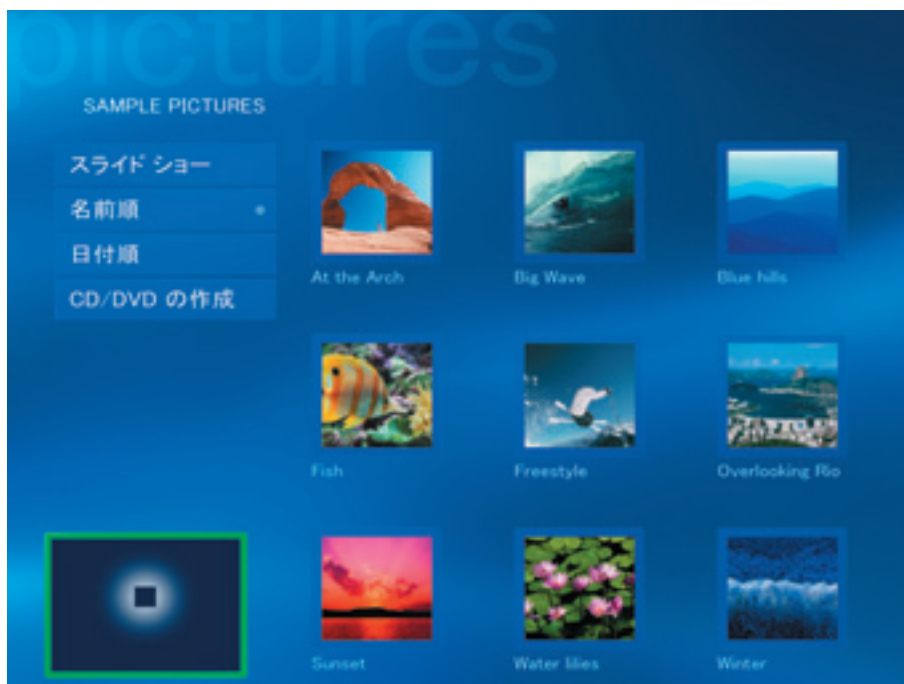 pictures
SAMPLE PICTURES
スライド ショー
名前順
日付順
CD/DVD の作成
At the Arch
Big Wave
Blue hills
Fish
Freestyle
Overlooking Rio
Sunset
Water lilies
Winter